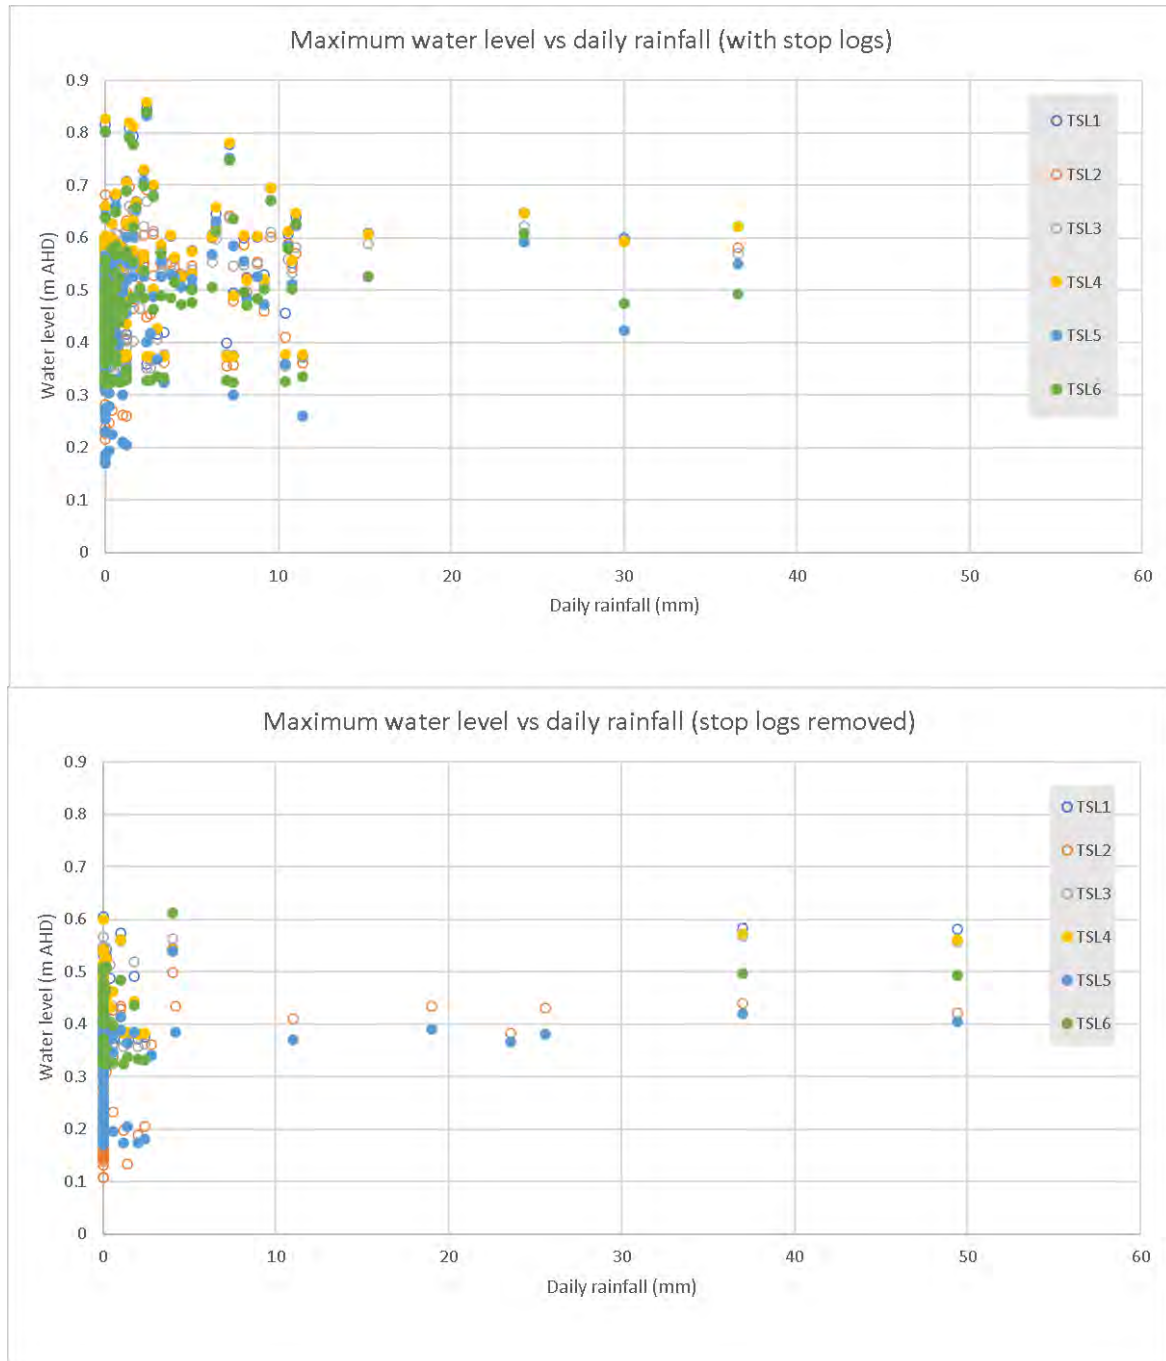 Maximum water level vs daily rainfall (with stop logs)
0.9
0.8
0.7
0.6
0.5
0.4
0.3
0.2
0.1
0
Water level (m AHD)
0 10 20 30 40 50 60
Daily rainfall (mm)
TSL1
TSL2
TSL3
TSL4
TSL5
TSL6
Maximum water level vs daily rainfall (stop logs removed)
0.9
0.8
0.7
0.6
0.5
0.4
0.3
0.2
0.1
0
Water level (m AHD)
0 10 20 30 40 50 60
Daily rainfall (mm)
TSL1
TSL2
TSL3
TSL4
TSL5
TSL6